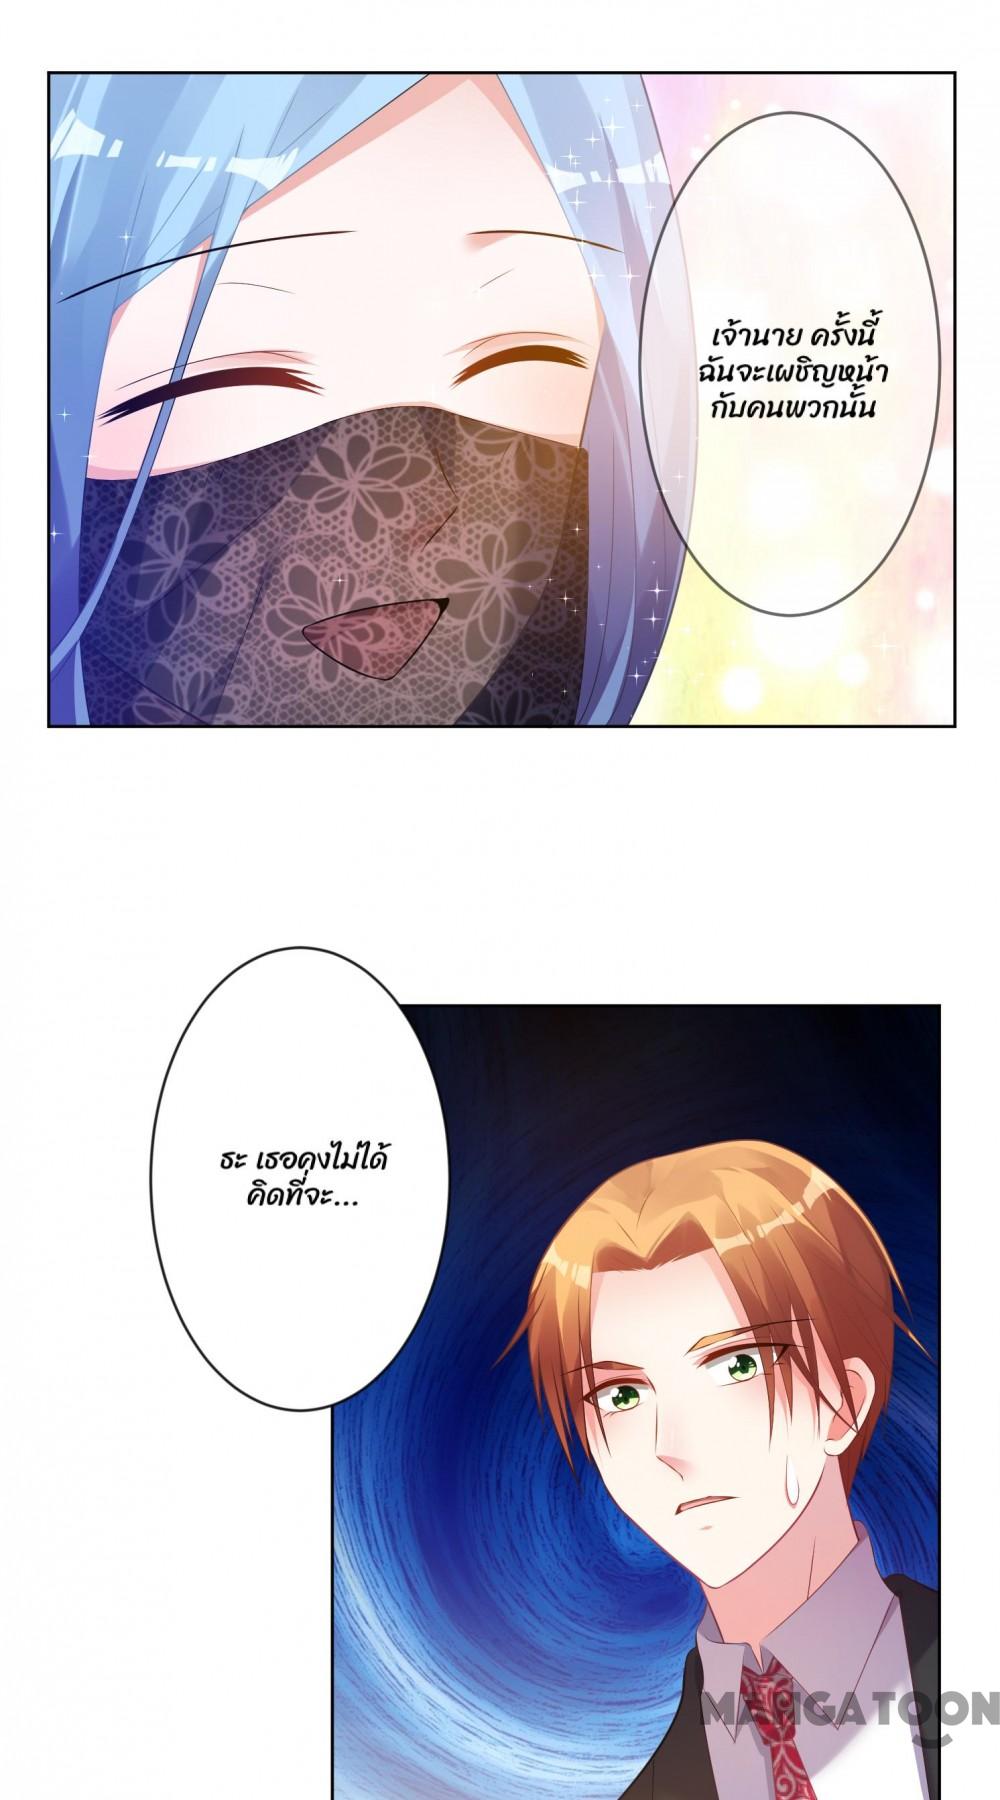 เจ้านาย ครั้งนี้
ฉันจะเผชิญหน้า
กับคนพวกนั้น
ธะ เธอคงไม่ได้
คิดที่จะ...
MANGATOON